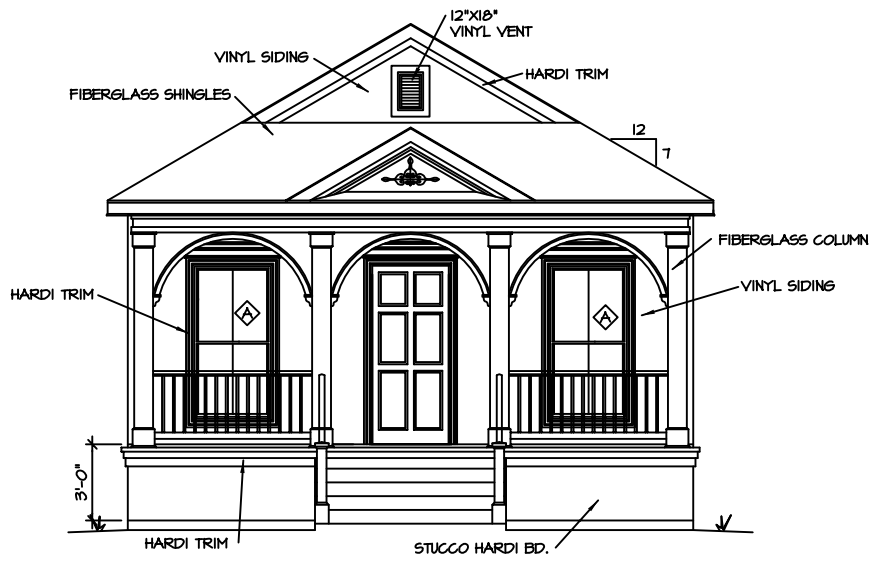 12"X18"
VINYL VENT
VINYL SIDING
HARDI TRIM
FIBERGLASS SHINGLES
12
7
FIBERGLASS COLUMN
VINYL SIDING
HARDI TRIM
A
A
3'-0"
HARDI TRIM
STUCCO HARDI BD.